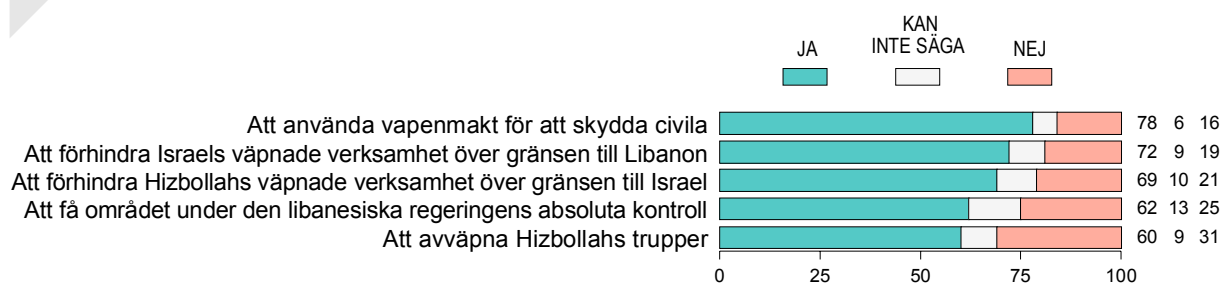 JA KAN INTE SÄGA NEJ
Att använda vapenmakt för att skydda civila 78 6 16
Att förhindra Israels väpnade verksamhet över gränsen till Libanon 72 9 19
Att förhindra Hizbollahs väpnade verksamhet över gränsen till Israel 69 10 21
Att få området under den libanesiska regeringens absoluta kontroll 62 13 25
Att avväpna Hizbollahs trupper 60 9 31
0 25 50 75 100